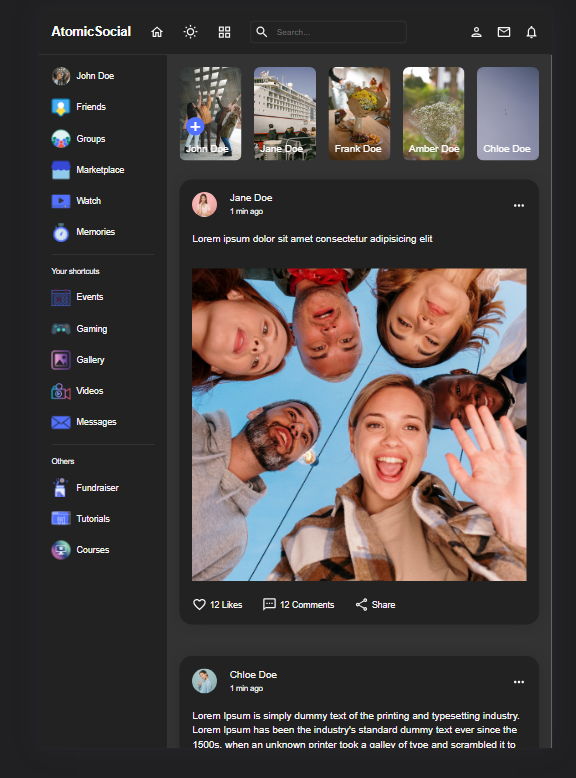 AtomicSocial
Search...
John Doe
Friends
Groups
Marketplace
Watch
Memories
Your shortcuts
Events
Gaming
Gallery
Videos
Messages
Others
Fundraiser
Tutorials
Courses
John Doe
Jane Doe
Frank Doe
Amber Doe
Chloe Doe
Jane Doe
1 min ago
Lorem ipsum dolor sit amet consectetur adipisicing elit
12 Likes
12 Comments
Share
Chloe Doe
1 min ago
Lorem Ipsum is simply dummy text of the printing and typesetting industry.
Lorem Ipsum has been the industry's standard dummy text ever since the
1500s, when an unknown printer took a galley of type and scrambled it to